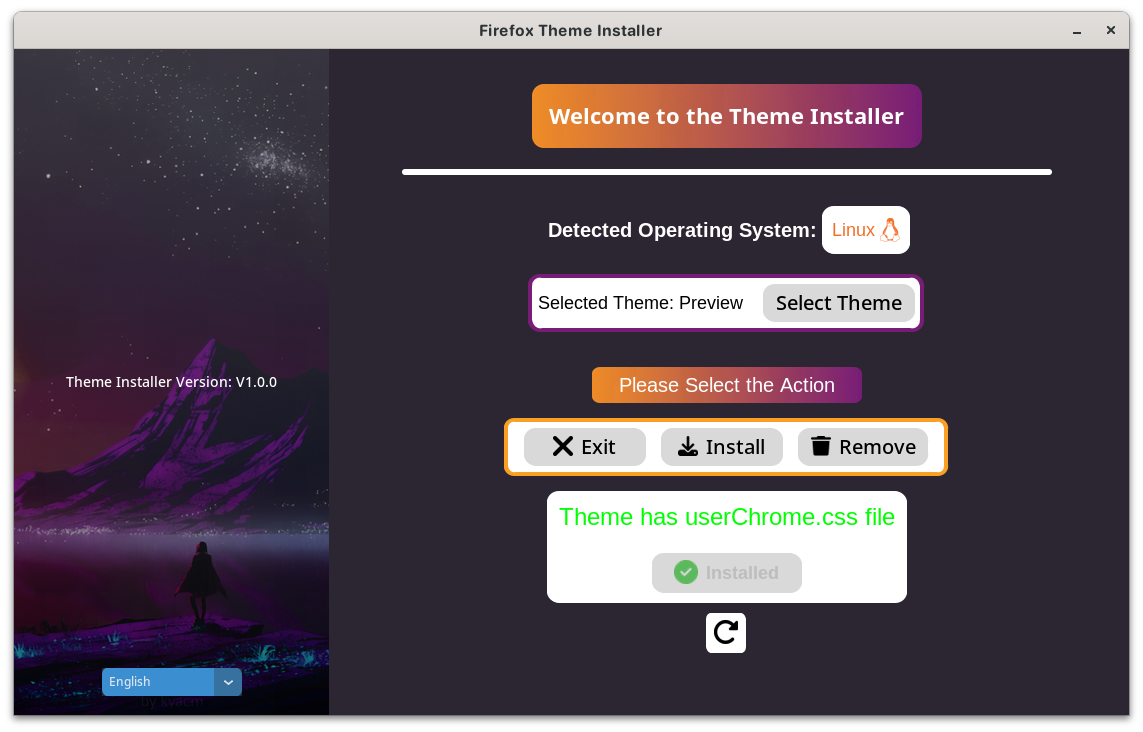 Firefox Theme Installer
Welcome to the Theme Installer
Detected Operating System: Linux
Selected Theme: Preview Select Theme
Theme Installer Version: V1.0.0
Please Select the Action
Exit Install Remove
Theme has userChrome.css file
Installed
English